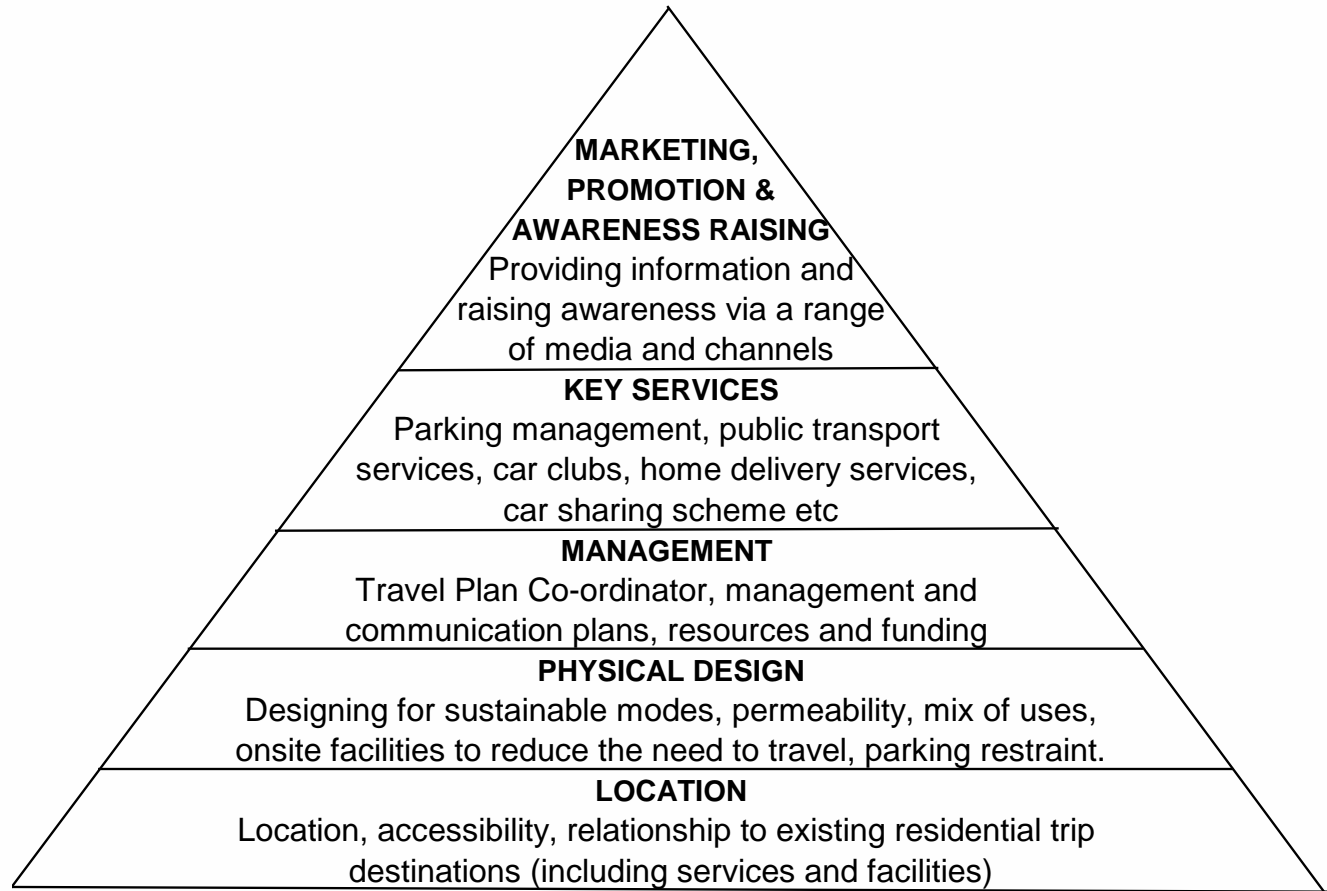 MARKETING,
PROMOTION &
AWARENESS RAISING
Providing information and
raising awareness via a range
of media and channels
KEY SERVICES
Parking management, public transport
services, car clubs, home delivery services,
car sharing scheme etc
MANAGEMENT
Travel Plan Co-ordinator, management and
communication plans, resources and funding
PHYSICAL DESIGN
Designing for sustainable modes, permeability, mix of uses,
onsite facilities to reduce the need to travel, parking restraint.
LOCATION
Location, accessibility, relationship to existing residential trip
destinations (including services and facilities)